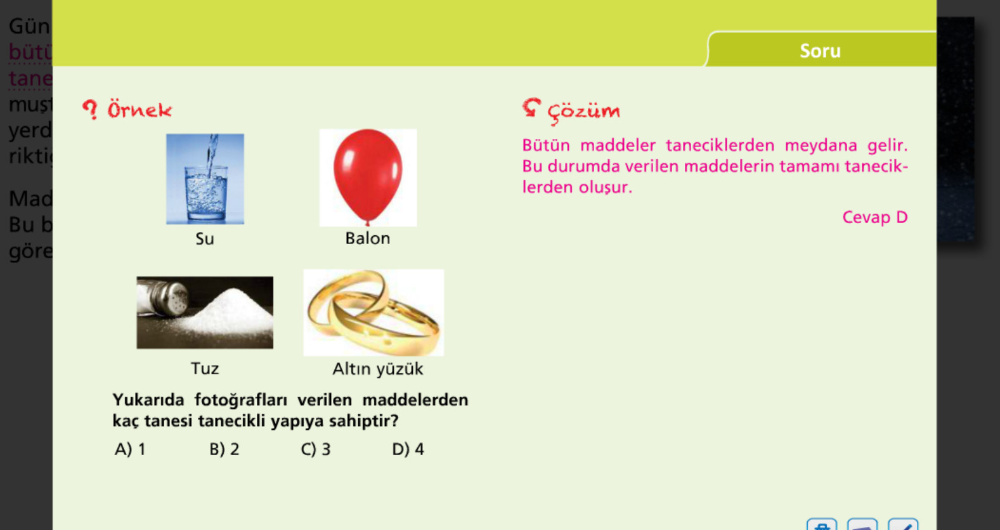 Soru
Gün
bütü
tane
muşt
yerd
Mad
Bu b
göre
? Örnek
Su
Balon
Tuz
Altın yüzük
Yukarıda fotoğrafları verilen maddelerden
kaç tanesi tanecikli yapıya sahiptir?
A) 1 B) 2 C) 3 D) 4
Çözüm
Bütün maddeler taneciklerden meydana gelir.
Bu durumda verilen maddelerin tamamı tanecik-
lerden oluşur.
Cevap D